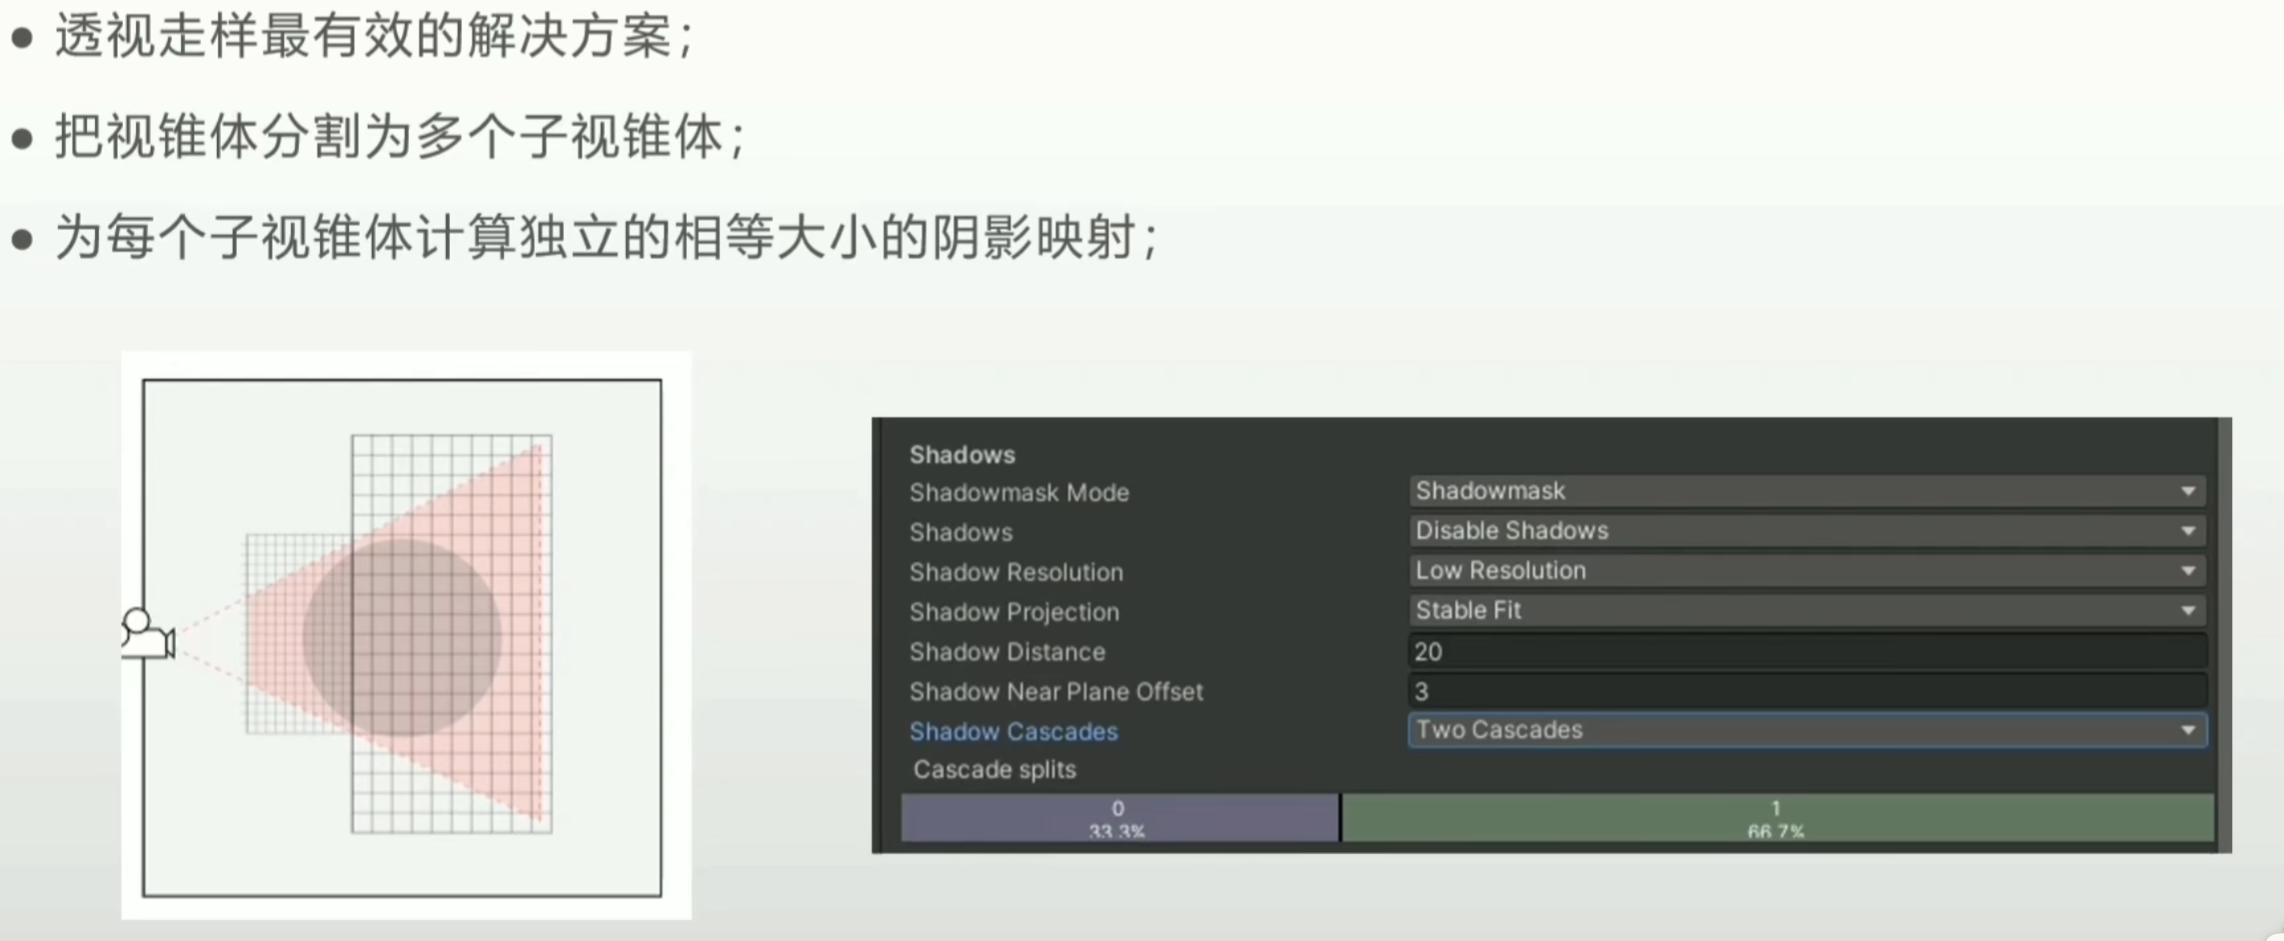 ● 透视走样最有效的解决方案；
● 把视锥体分割为多个子视锥体；
● 为每个子视锥体计算独立的相等大小的阴影映射；
Shadows
Shadowmask Mode Shadowmask
Shadows Disable Shadows
Shadow Resolution Low Resolution
Shadow Projection Stable Fit
Shadow Distance 20
Shadow Near Plane Offset 3
Shadow Cascades Two Cascades
Cascade splits
0 1
33.3% 66.7%